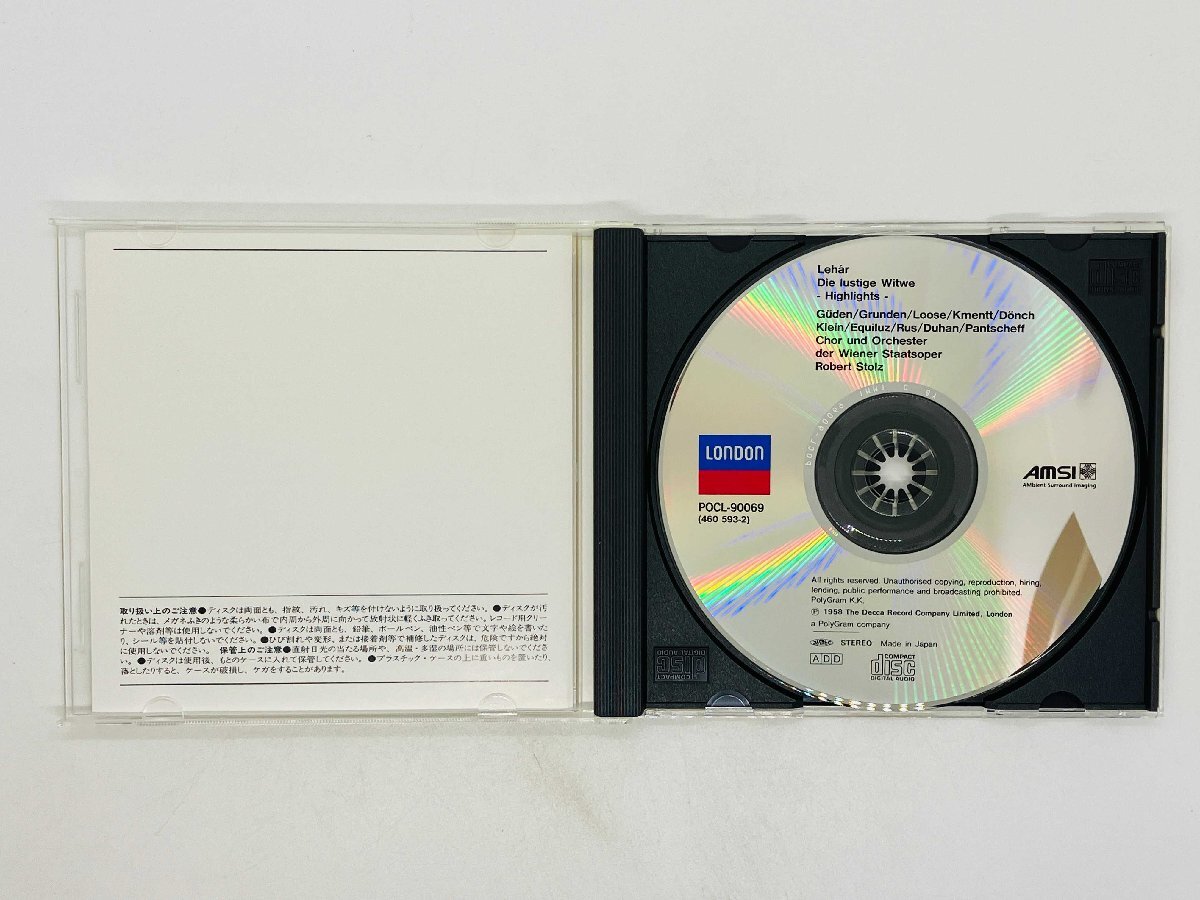 取り扱い上のご注意●ディスクは両面とも、指紋、汚れ、キズ等を付けないように取り扱ってください。●ディスクが汚
れたときは、メガネふきのような柔らかい布で内周から外周に向かって放射状に軽くふき取ってください。レコード用クリ
ーナーや溶剤等は使用しないでください。●ディスクは両面とも、鉛筆、ボールペン、油性ペン等で文字や絵を書いた
り、シール等を貼付しないでください。●ひび割れや変形、または接着剤等で補修したディスクは、危険ですから絶対
に使用しないでください。 保管上のご注意●直射日光の当たる場所や、高温・多湿の場所には保管しないでくださ
い。●ディスクは使用後、もとのケースに入れて保管してください。●プラスチック・ケースの上に重いものを置いたり、
落としたりすると、ケースが破損し、ケガをすることがあります。
Lehár
Die lustige Witwe
- Highlights -
Güden/Grunden/Loose/Kmentt/Dönch
Klein/Equiluz/Rus/Duhan/Pantscheff
Chor und Orchester
der Wiener Staatsoper
Robert Stolz
LONDON
POCL-90069
(460 593-2)
AMSI
AMbient Surround Imaging
All rights reserved. Unauthorised copying, reproduction, hiring,
lending, public performance and broadcasting prohibited.
PolyGram K.K.
℗ 1958 The Decca Record Company Limited, London
a PolyGram company
STEREO Made in Japan
ADD
COMPACT
disc
DIGITAL AUDIO